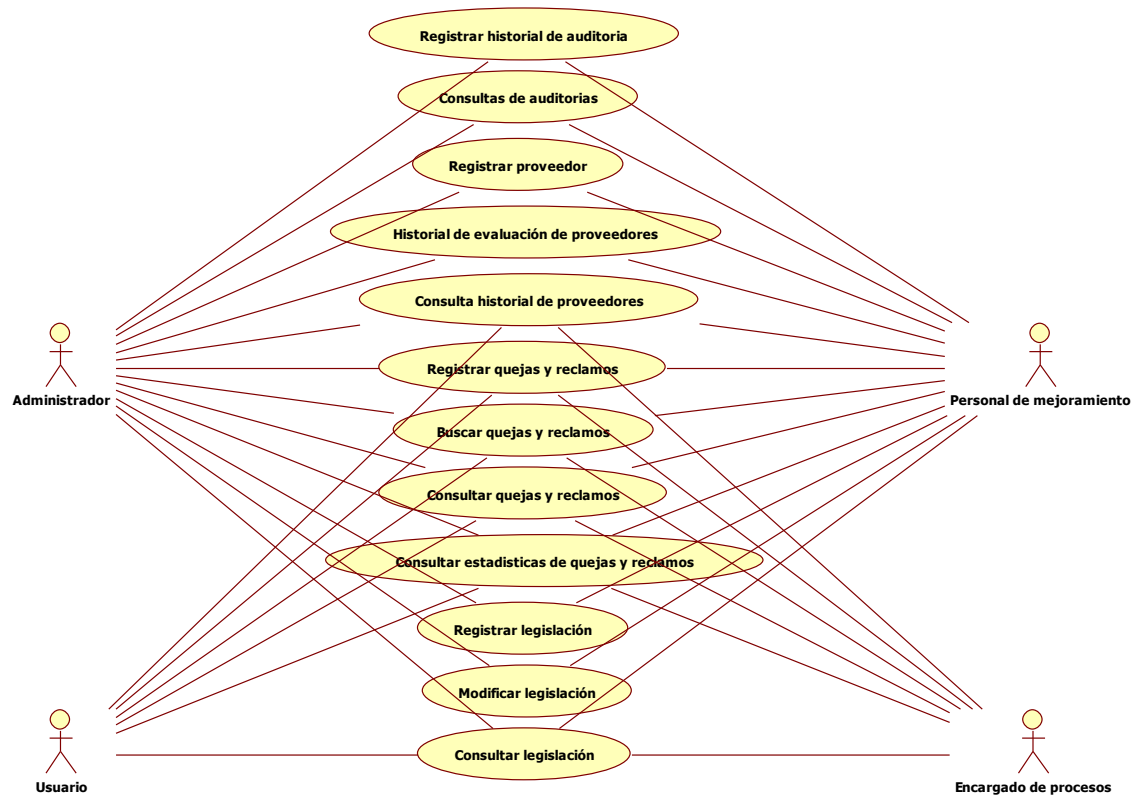 Registrar historial de auditoria
Consultas de auditorias
Registrar proveedor
Historial de evaluación de proveedores
Consulta historial de proveedores
Registrar quejas y reclamos
Administrador
Personal de mejoramiento
Buscar quejas y reclamos
Consultar quejas y reclamos
Consultar estadisticas de quejas y reclamos
Registrar legislación
Modificar legislación
Consultar legislación
Usuario
Encargado de procesos